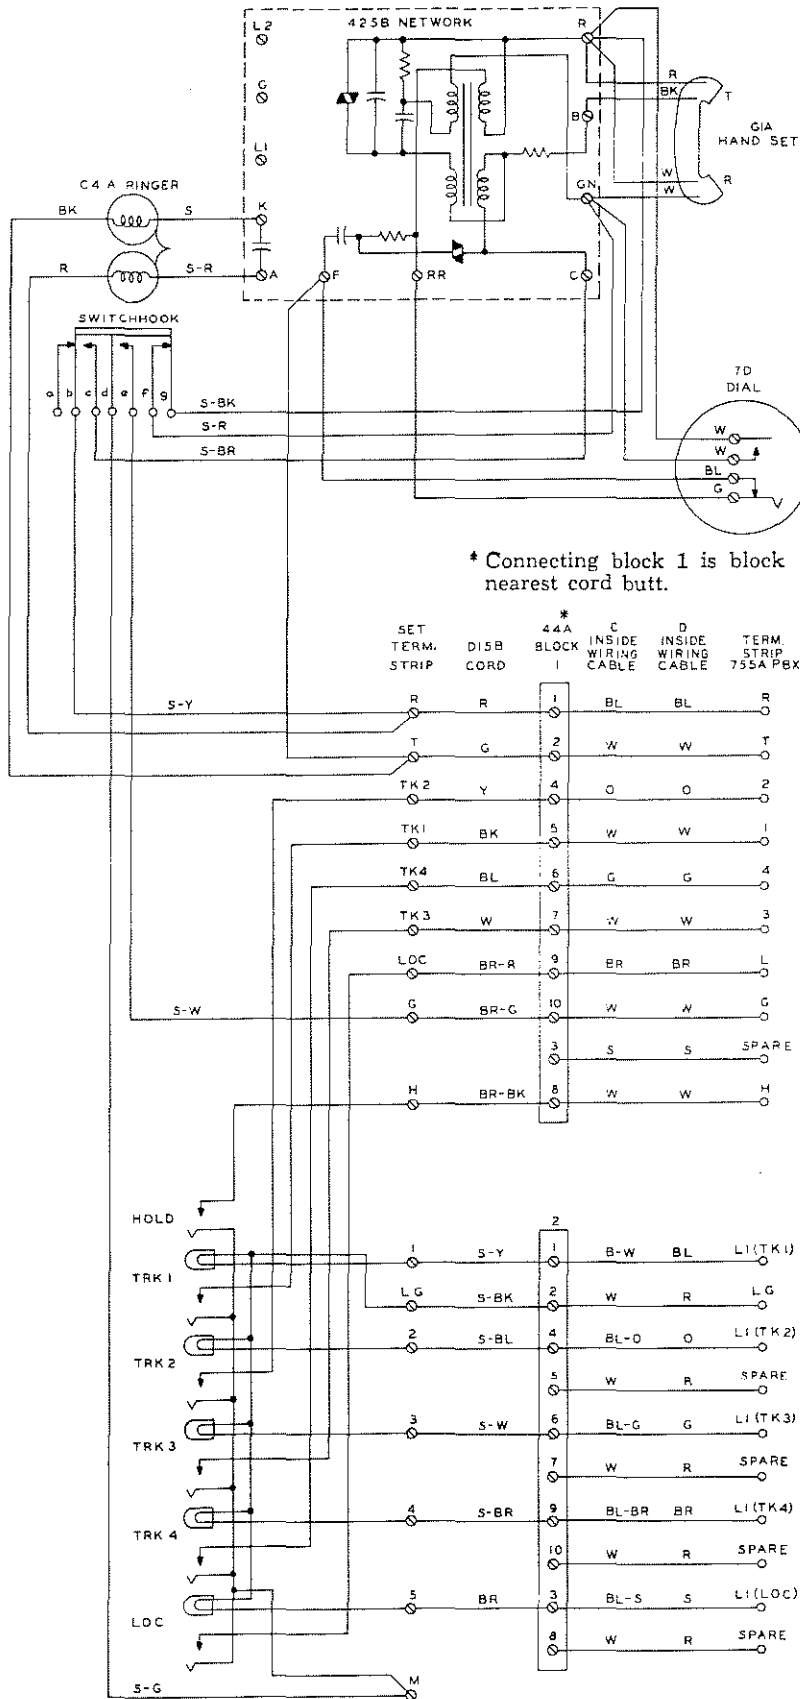 425B NETWORK
L2
G
L1
K
A
F
RR
C
R
B
GN
R
BK
T
G1A
HAND SET
W
W
R
C4A RINGER
BK
S
R
S-R
SWITCHHOOK
a b c d e f g
S-BK
S-R
S-BR
7D
DIAL
W
W
BL
G
* Connecting block 1 is block
nearest cord butt.
SET TERM. STRIP
D15B CORD
* 44A BLOCK 1
C INSIDE WIRING CABLE
D INSIDE WIRING CABLE
TERM. STRIP 755A PBX
S-Y R R 1 BL BL R
T G 2 W W T
TK2 Y 4 O O 2
TK1 BK 5 W W 1
TK4 BL 6 G G 4
TK3 W 7 W W 3
LOC BR-R 9 BR BR L
S-W G BR-G 10 W W G
3 S S SPARE
H BR-BK 8 W W H
HOLD
2
1 S-Y 1 B-W BL L1(TK1)
TRK 1
LG S-BK 2 W R LG
2 S-BL 4 BL-O O L1(TK2)
TRK 2
5 W R SPARE
3 S-W 6 BL-G G L1(TK3)
TRK 3
7 W R SPARE
4 S-BR 9 BL-BR BR L1(TK4)
TRK 4
10 W R SPARE
5 BR 3 BL-S S L1(LOC)
LOC
8 W R SPARE
S-G M